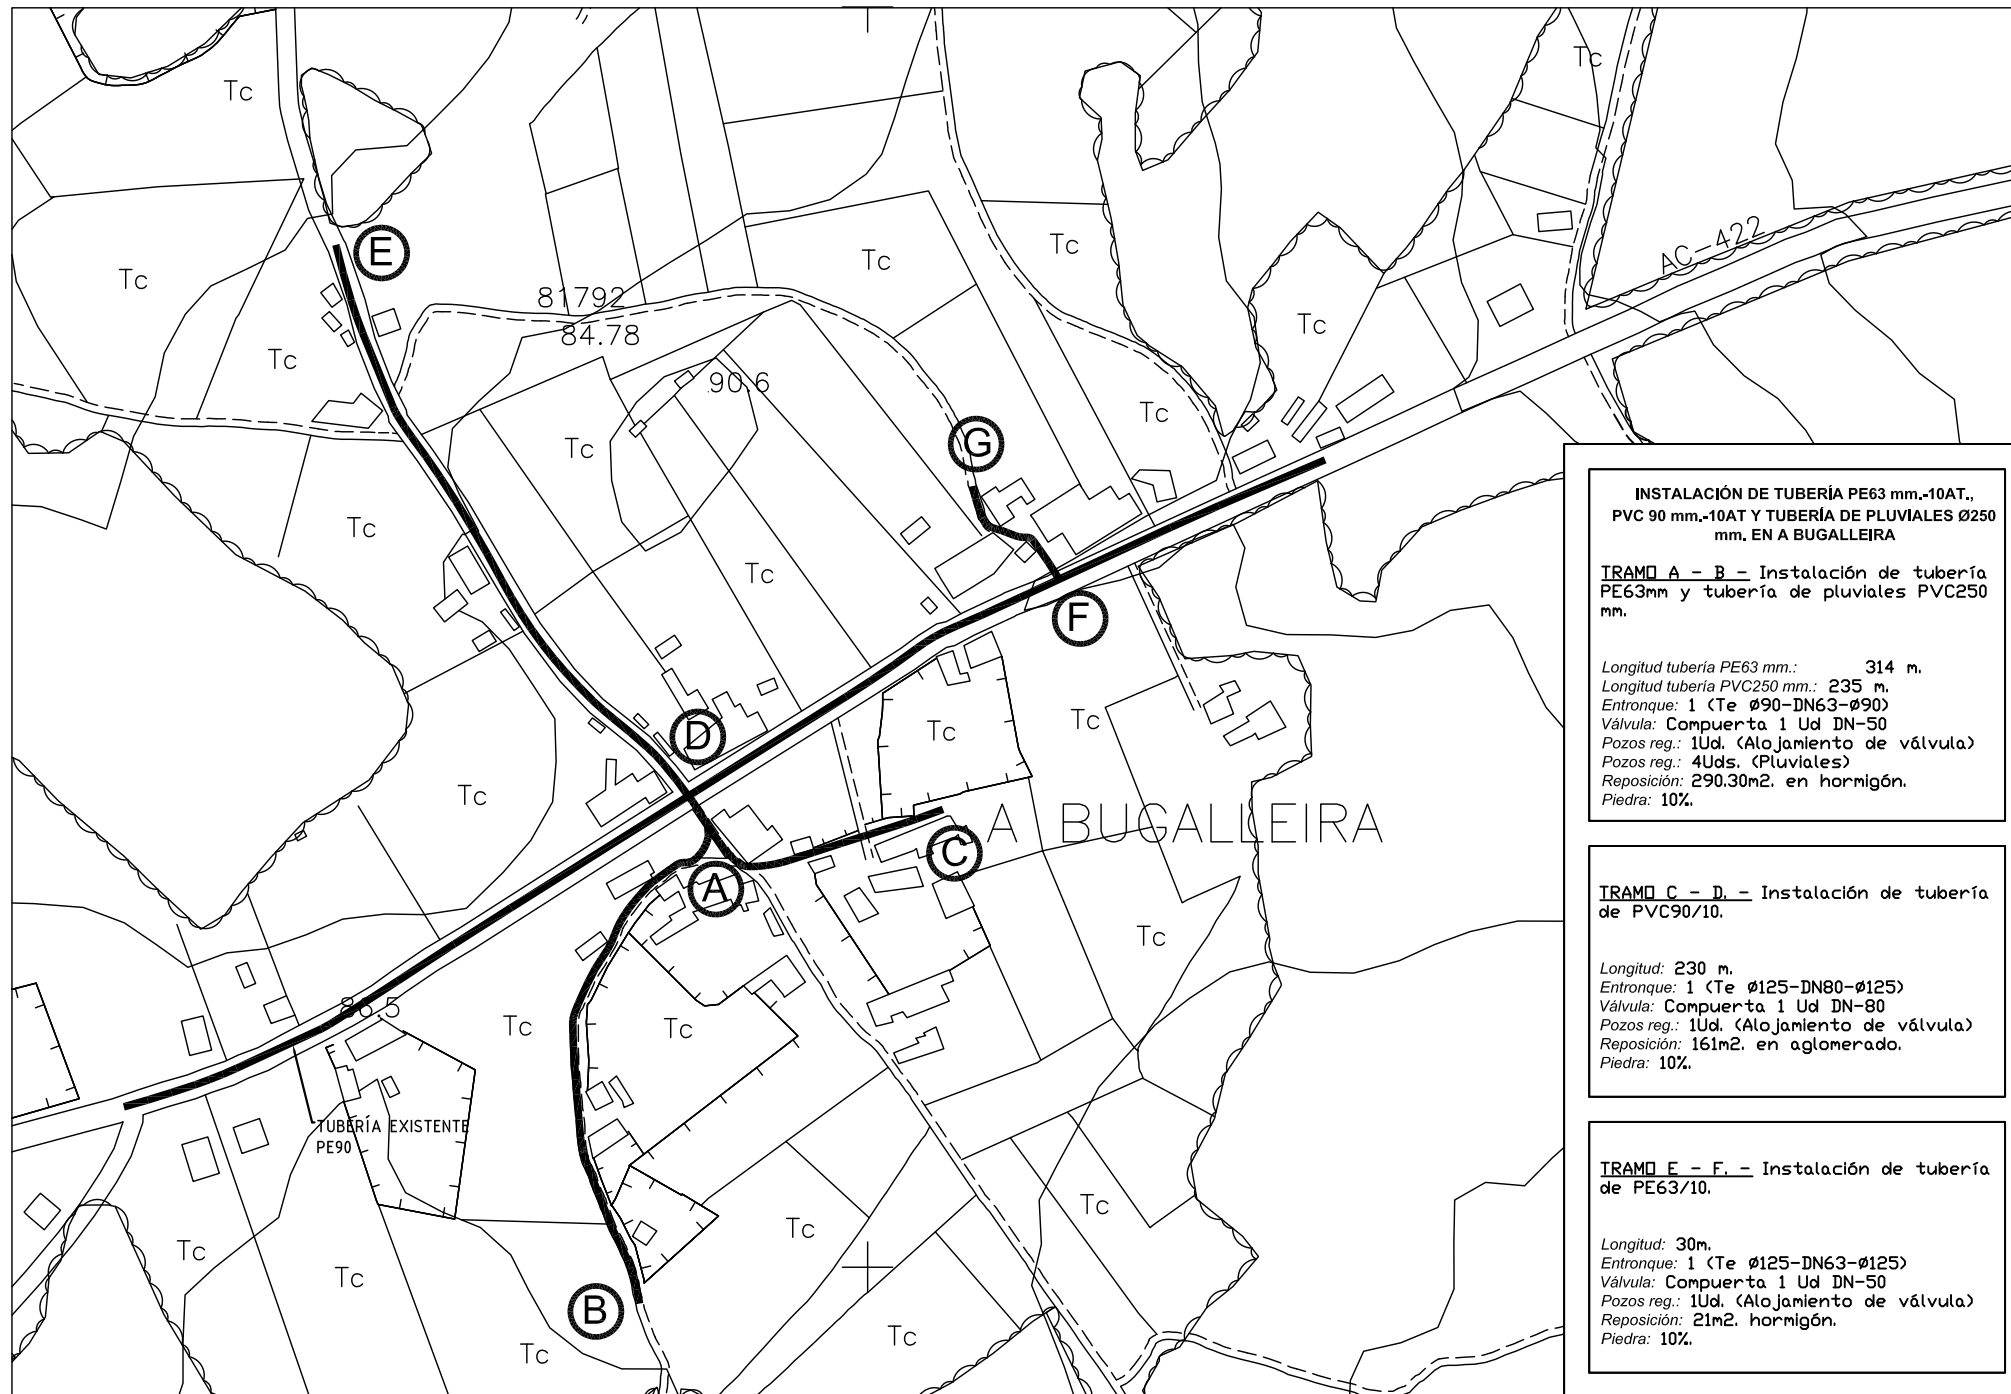 Tc
Tc
Tc
E
Tc
Tc
AC-422
81792
84.78
Tc
Tc
90.6
Tc
G
Tc
Tc
Tc
F
D
Tc
Tc
Tc
A BUGALLEIRA
C
A
Tc
86.5
Tc
Tc
TUBERÍA EXISTENTE
PE90
Tc
Tc
Tc
Tc
B
Tc
Tc
INSTALACIÓN DE TUBERÍA PE63 mm.-10AT.,
PVC 90 mm.-10AT Y TUBERÍA DE PLUVIALES Ø250
mm. EN A BUGALLEIRA
TRAMO A - B - Instalación de tubería
PE63mm y tubería de pluviales PVC250
mm.
Longitud tubería PE63 mm.: 314 m.
Longitud tubería PVC250 mm.: 235 m.
Entronque: 1 (Te Ø90-DN63-Ø90)
Válvula: Compuerta 1 Ud DN-50
Pozos reg.: 1Ud. (Alojamiento de válvula)
Pozos reg.: 4Uds. (Pluviales)
Reposición: 290.30m2. en hormigón.
Piedra: 10%.
TRAMO C - D. - Instalación de tubería
de PVC90/10.
Longitud: 230 m.
Entronque: 1 (Te Ø125-DN80-Ø125)
Válvula: Compuerta 1 Ud DN-80
Pozos reg.: 1Ud. (Alojamiento de válvula)
Reposición: 161m2. en aglomerado.
Piedra: 10%.
TRAMO E - F. - Instalación de tubería
de PE63/10.
Longitud: 30m.
Entronque: 1 (Te Ø125-DN63-Ø125)
Válvula: Compuerta 1 Ud DN-50
Pozos reg.: 1Ud. (Alojamiento de válvula)
Reposición: 21m2. hormigón.
Piedra: 10%.